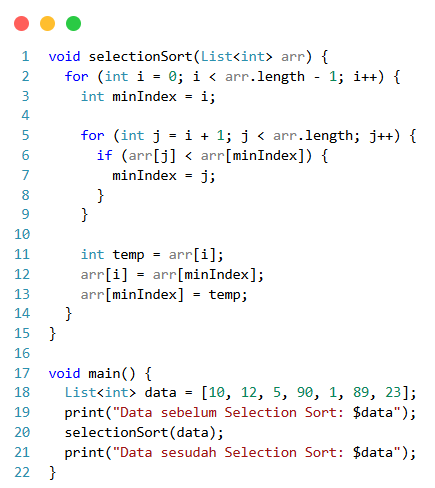 1 void selectionSort(List<int> arr) {
2   for (int i = 0; i < arr.length - 1; i++) {
3     int minIndex = i;
4
5     for (int j = i + 1; j < arr.length; j++) {
6       if (arr[j] < arr[minIndex]) {
7         minIndex = j;
8       }
9     }
10
11     int temp = arr[i];
12     arr[i] = arr[minIndex];
13     arr[minIndex] = temp;
14   }
15 }
16
17 void main() {
18   List<int> data = [10, 12, 5, 90, 1, 89, 23];
19   print("Data sebelum Selection Sort: $data");
20   selectionSort(data);
21   print("Data sesudah Selection Sort: $data");
22 }